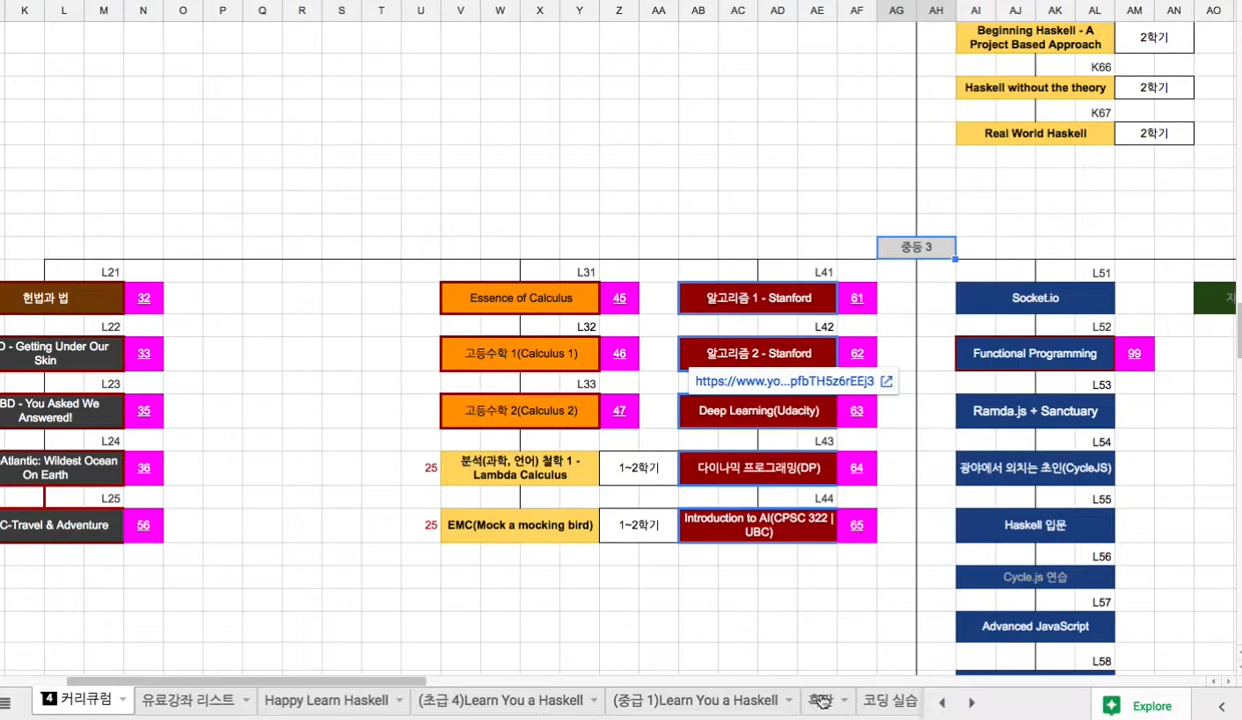 K L M N O P Q R S T U V W X Y Z AA AB AC AD AE AF AG AH AI AJ AK AL AM AN AO
Beginning Haskell - A
Project Based Approach
2학기
K66
Haskell without the theory 2학기
K67
Real World Haskell 2학기
중등 3
L21 L31 L41 L51
헌법과 법 32 Essence of Calculus 45 알고리즘 1 - Stanford 61 Socket.io
L22 L32 L42 L52
D - Getting Under Our
Skin
33 고등수학 1(Calculus 1) 46 알고리즘 2 - Stanford 62 Functional Programming 99
https://www.yo...pfbTH5z6rEEj3
L23 L33 L53
BD - You Asked We
Answered!
35 고등수학 2(Calculus 2) 47 Deep Learning(Udacity) 63 Ramda.js + Sanctuary
L24 L43 L54
Atlantic: Wildest Ocean
On Earth
36 25 분석(과학, 언어) 철학 1 -
Lambda Calculus
1~2학기 다이나믹 프로그래밍(DP) 64 광야에서 외치는 초인(CycleJS)
L25 L44 L55
C-Travel & Adventure 56 25 EMC(Mock a mocking bird) 1~2학기 Introduction to AI(CPSC 322 |
UBC)
65 Haskell 입문
L56
Cycle.js 연습
L57
Advanced JavaScript
L58
4 커리큘럼 유료강좌 리스트 Happy Learn Haskell (초급 4)Learn You a Haskell (중급 1)Learn You a Haskell 코딩 실습 Explore